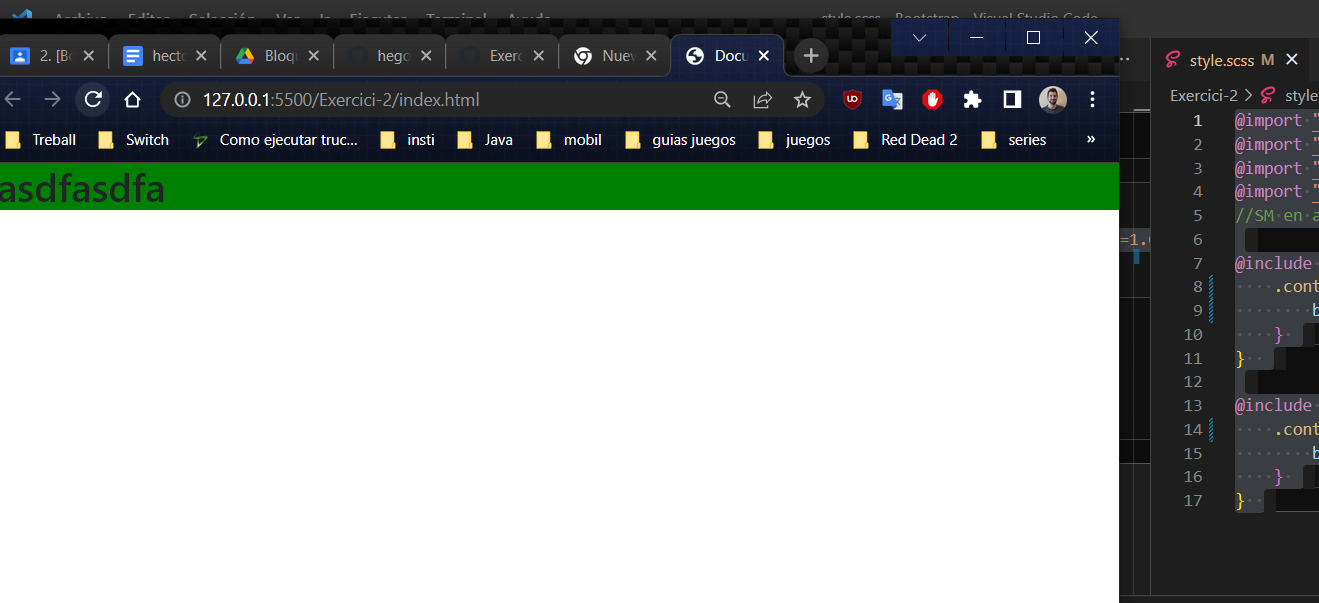 Archivo Editar Selección Ver Ir Ejecutar Terminal Ayuda style.scss Bootstrap Visual Studio Code
2. [Bo hecto Bloqu hego Exerc Nuev Docu
style.scss M
127.0.0.1:5500/Exercici-2/index.html
Exercici-2 > style
Treball Switch Como ejecutar truc... insti Java mobil guias juegos juegos Red Dead 2 series »
asdfasdfa
=1.
1 @import "
2 @import "
3 @import "
4 @import "
5 //SM en a
6
7 @include
8 .cont
9 b
10 }
11 }
12
13 @include
14 .cont
15 b
16 }
17 }